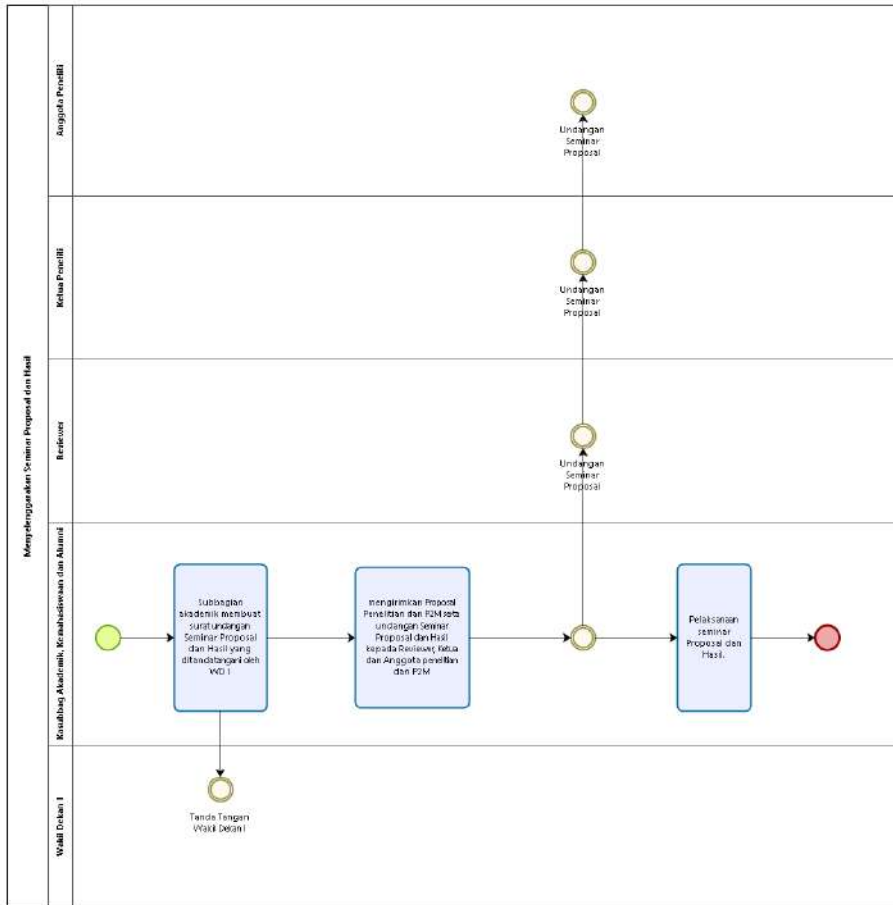 Menyelenggarakan Seminar Proposal dan Hasil
Anggota Peneliti
Undangan
Seminar
Proposal
Ketua Peneliti
Undangan
Seminar
Proposal
Reviewer
Undangan
Seminar
Proposal
Kasubbag Akademik, Kemahasiswaan dan Alumni
Subbagian
akademik membuat
surat undangan
Seminar Proposal
dan Hasil yang
ditandatangani oleh
WD I
mengirimkan Proposal
Penelitian dan P2M seta
undangan Seminar
Proposal dan Hasil
kepada Reviewer, Ketua
dan Anggota penelitian
dan P2M
Pelaksanaan
seminar
Proposal dan
Hasil.
Wakil Dekan I
Tanda Tangan
Wakil Dekan I